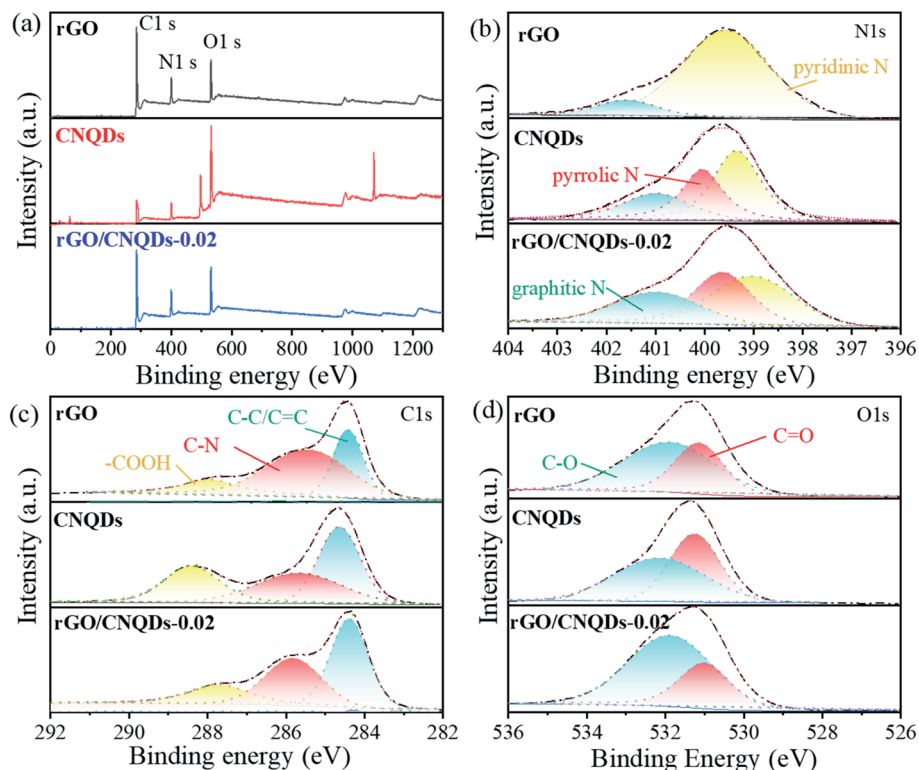 (a)
rGO
C1 s
N1 s
O1 s
CNQDs
rGO/CNQDs-0.02
Intensity (a.u.)
0 200 400 600 800 1000 1200
Binding energy (eV)
(b)
rGO
N1s
pyridinic N
CNQDs
pyrrolic N
rGO/CNQDs-0.02
graphitic N
Intensity (a.u.)
404 402 401 400 399 398 397 396
Binding energy (eV)
(c)
rGO
C1s
C-C/C=C
C-N
-COOH
CNQDs
rGO/CNQDs-0.02
Intensity (a.u.)
292 290 288 286 284 282
Binding energy (eV)
(d)
rGO
O1s
C=O
C-O
CNQDs
rGO/CNQDs-0.02
Intensity (a.u.)
536 534 532 530 528 526
Binding Energy (eV)